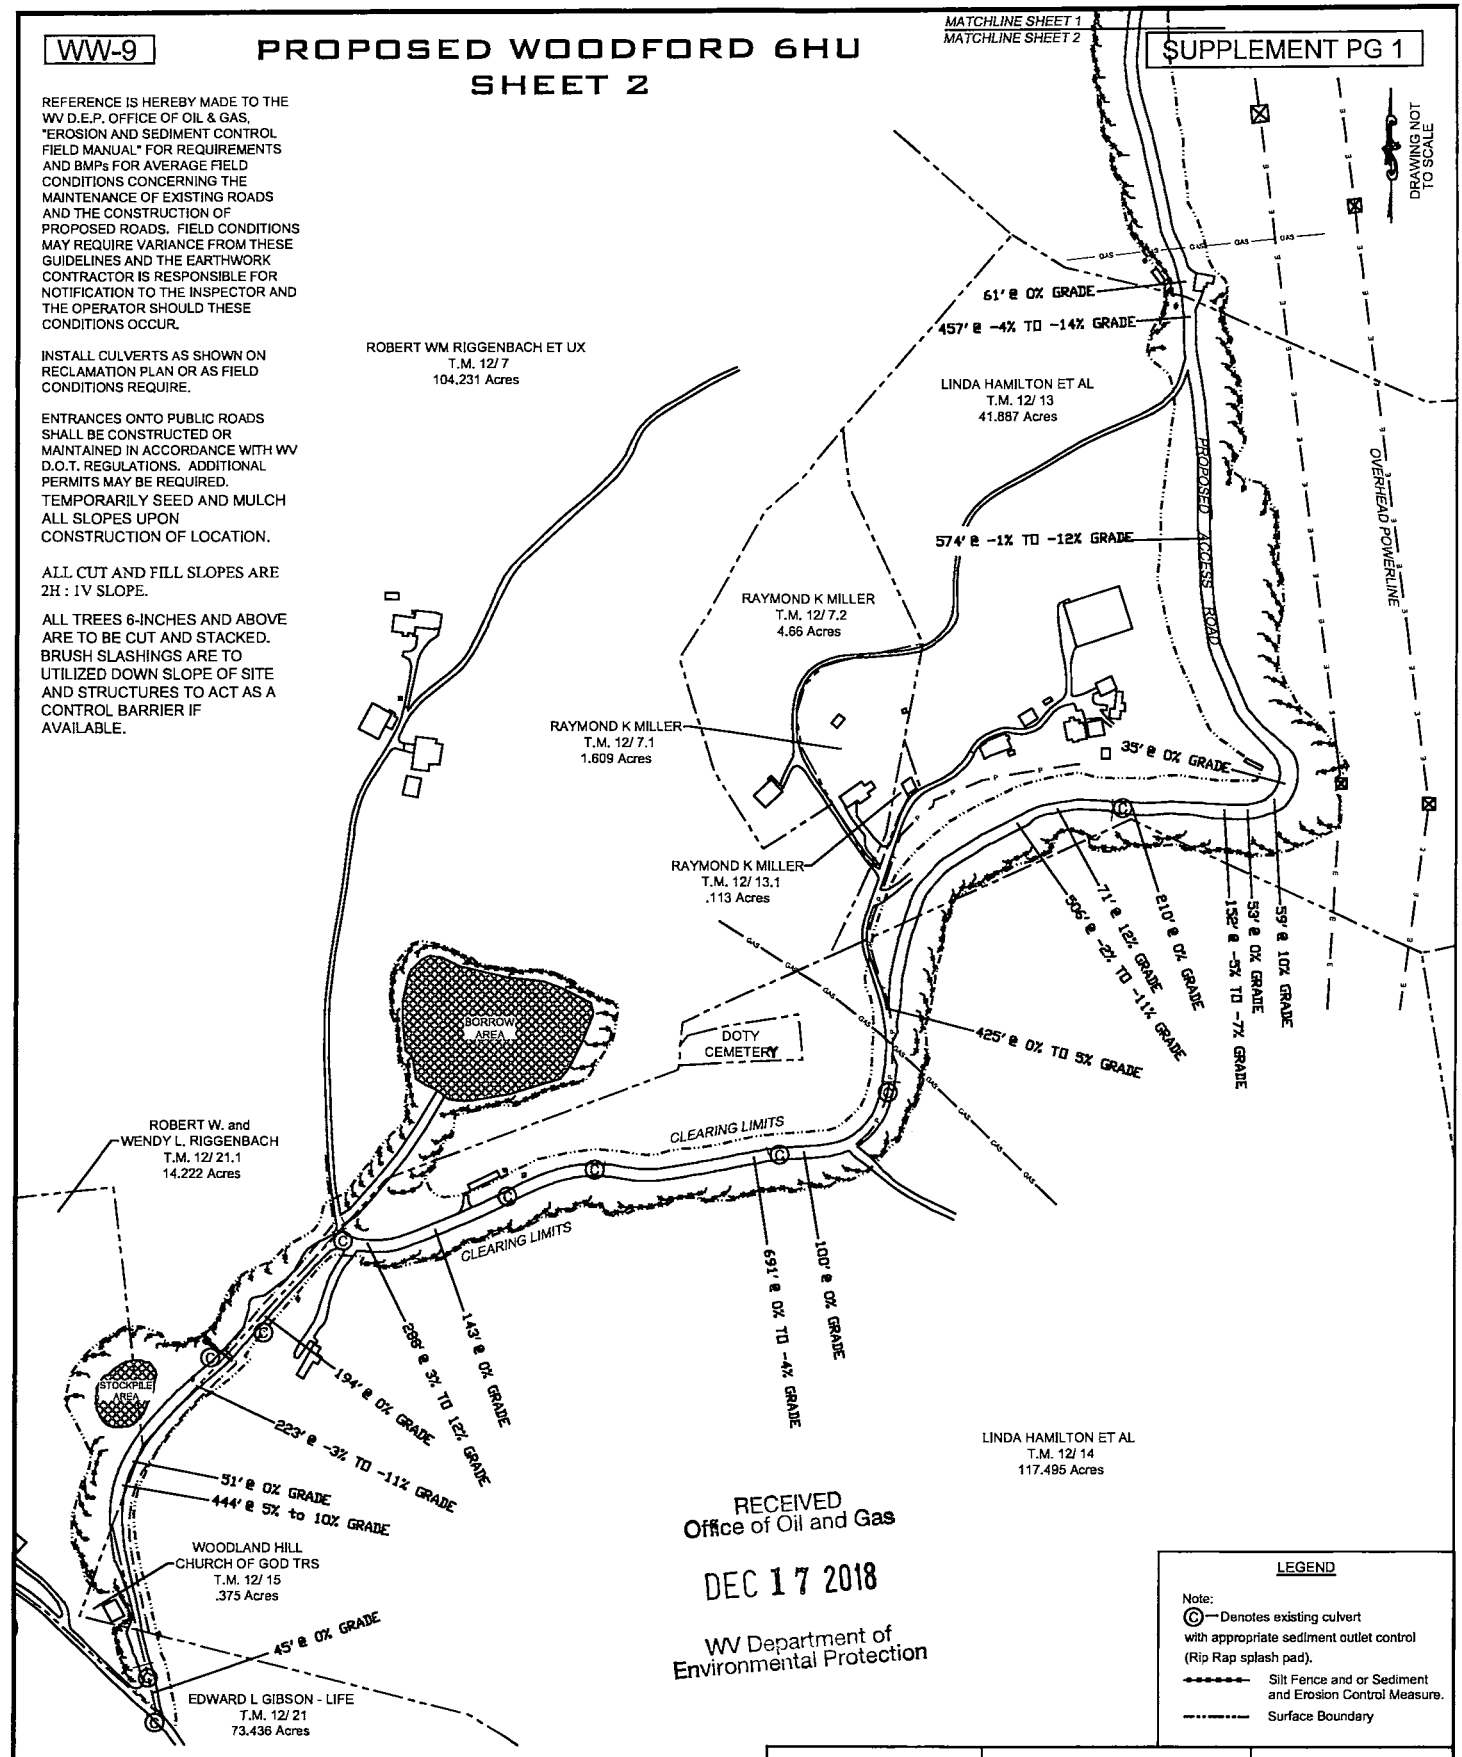 WW-9
PROPOSED WOODFORD 6HU
SHEET 2
MATCHLINE SHEET 1
MATCHLINE SHEET 2
SUPPLEMENT PG 1
REFERENCE IS HEREBY MADE TO THE
WV D.E.P. OFFICE OF OIL & GAS,
"EROSION AND SEDIMENT CONTROL
FIELD MANUAL" FOR REQUIREMENTS
AND BMPs FOR AVERAGE FIELD
CONDITIONS CONCERNING THE
MAINTENANCE OF EXISTING ROADS
AND THE CONSTRUCTION OF
PROPOSED ROADS. FIELD CONDITIONS
MAY REQUIRE VARIANCE FROM THESE
GUIDELINES AND THE EARTHWORK
CONTRACTOR IS RESPONSIBLE FOR
NOTIFICATION TO THE INSPECTOR AND
THE OPERATOR SHOULD THESE
CONDITIONS OCCUR.
INSTALL CULVERTS AS SHOWN ON
RECLAMATION PLAN OR AS FIELD
CONDITIONS REQUIRE.
ENTRANCES ONTO PUBLIC ROADS
SHALL BE CONSTRUCTED OR
MAINTAINED IN ACCORDANCE WITH WV
D.O.T. REGULATIONS. ADDITIONAL
PERMITS MAY BE REQUIRED.
TEMPORARILY SEED AND MULCH
ALL SLOPES UPON
CONSTRUCTION OF LOCATION.
ALL CUT AND FILL SLOPES ARE
2H : 1V SLOPE.
ALL TREES 6-INCHES AND ABOVE
ARE TO BE CUT AND STACKED.
BRUSH SLASHINGS ARE TO
UTILIZED DOWN SLOPE OF SITE
AND STRUCTURES TO ACT AS A
CONTROL BARRIER IF
AVAILABLE.
DRAWING NOT
TO SCALE
GAS GAS GAS GAS GAS
61' @ 0% GRADE
457' @ -4% TO -14% GRADE
ROBERT WM RIGGENBACH ET UX
T.M. 12/ 7
104.231 Acres
LINDA HAMILTON ET AL
T.M. 12/ 13
41.887 Acres
PROPOSED ACCESS ROAD
OVERHEAD POWERLINE
574' @ -1% TO -12% GRADE
RAYMOND K MILLER
T.M. 12/ 7.2
4.66 Acres
RAYMOND K MILLER
T.M. 12/ 7.1
1.609 Acres
35' @ 0% GRADE
RAYMOND K MILLER
T.M. 12/ 13.1
.113 Acres
506' @ -2% TO -11% GRADE
71' @ 12% GRADE
210' @ 0% GRADE
152' @ -5% TO -7% GRADE
53' @ 0% GRADE
59' @ 10% GRADE
GAS GAS GAS GAS GAS GAS GAS GAS
425' @ 0% TO 5% GRADE
BORROW
AREA
DOTY
CEMETERY
CLEARING LIMITS
ROBERT W. and
WENDY L. RIGGENBACH
T.M. 12/ 21.1
14.222 Acres
CLEARING LIMITS
691' @ 0% TO -4% GRADE
100' @ 0% GRADE
143' @ 0% GRADE
288' @ 3% TO 12% GRADE
194' @ 0% GRADE
223' @ -3% TO -11% GRADE
STOCKPILE
AREA
51' @ 0% GRADE
444' @ 5% to 10% GRADE
LINDA HAMILTON ET AL
T.M. 12/ 14
117.495 Acres
RECEIVED
Office of Oil and Gas
DEC 17 2018
WV Department of
Environmental Protection
WOODLAND HILL
CHURCH OF GOD TRS
T.M. 12/ 15
.375 Acres
45' @ 0% GRADE
EDWARD L GIBSON - LIFE
T.M. 12/ 21
73.436 Acres
LEGEND
Note:
C Denotes existing culvert
with appropriate sediment outlet control
(Rip Rap splash pad).
Silt Fence and or Sediment
and Erosion Control Measure.
Surface Boundary